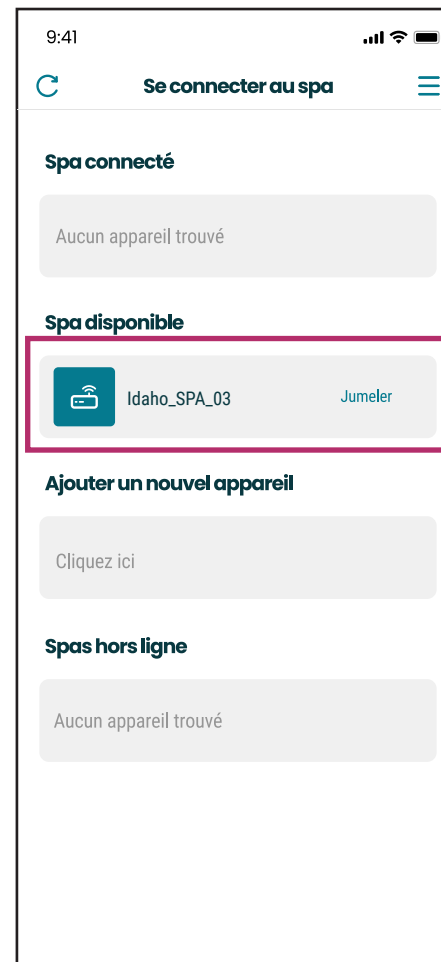 9:41
Se connecter au spa
Spa connecté
Aucun appareil trouvé
Spa disponible
Idaho_SPA_03 Jumeler
Ajouter un nouvel appareil
Cliquez ici
Spas hors ligne
Aucun appareil trouvé